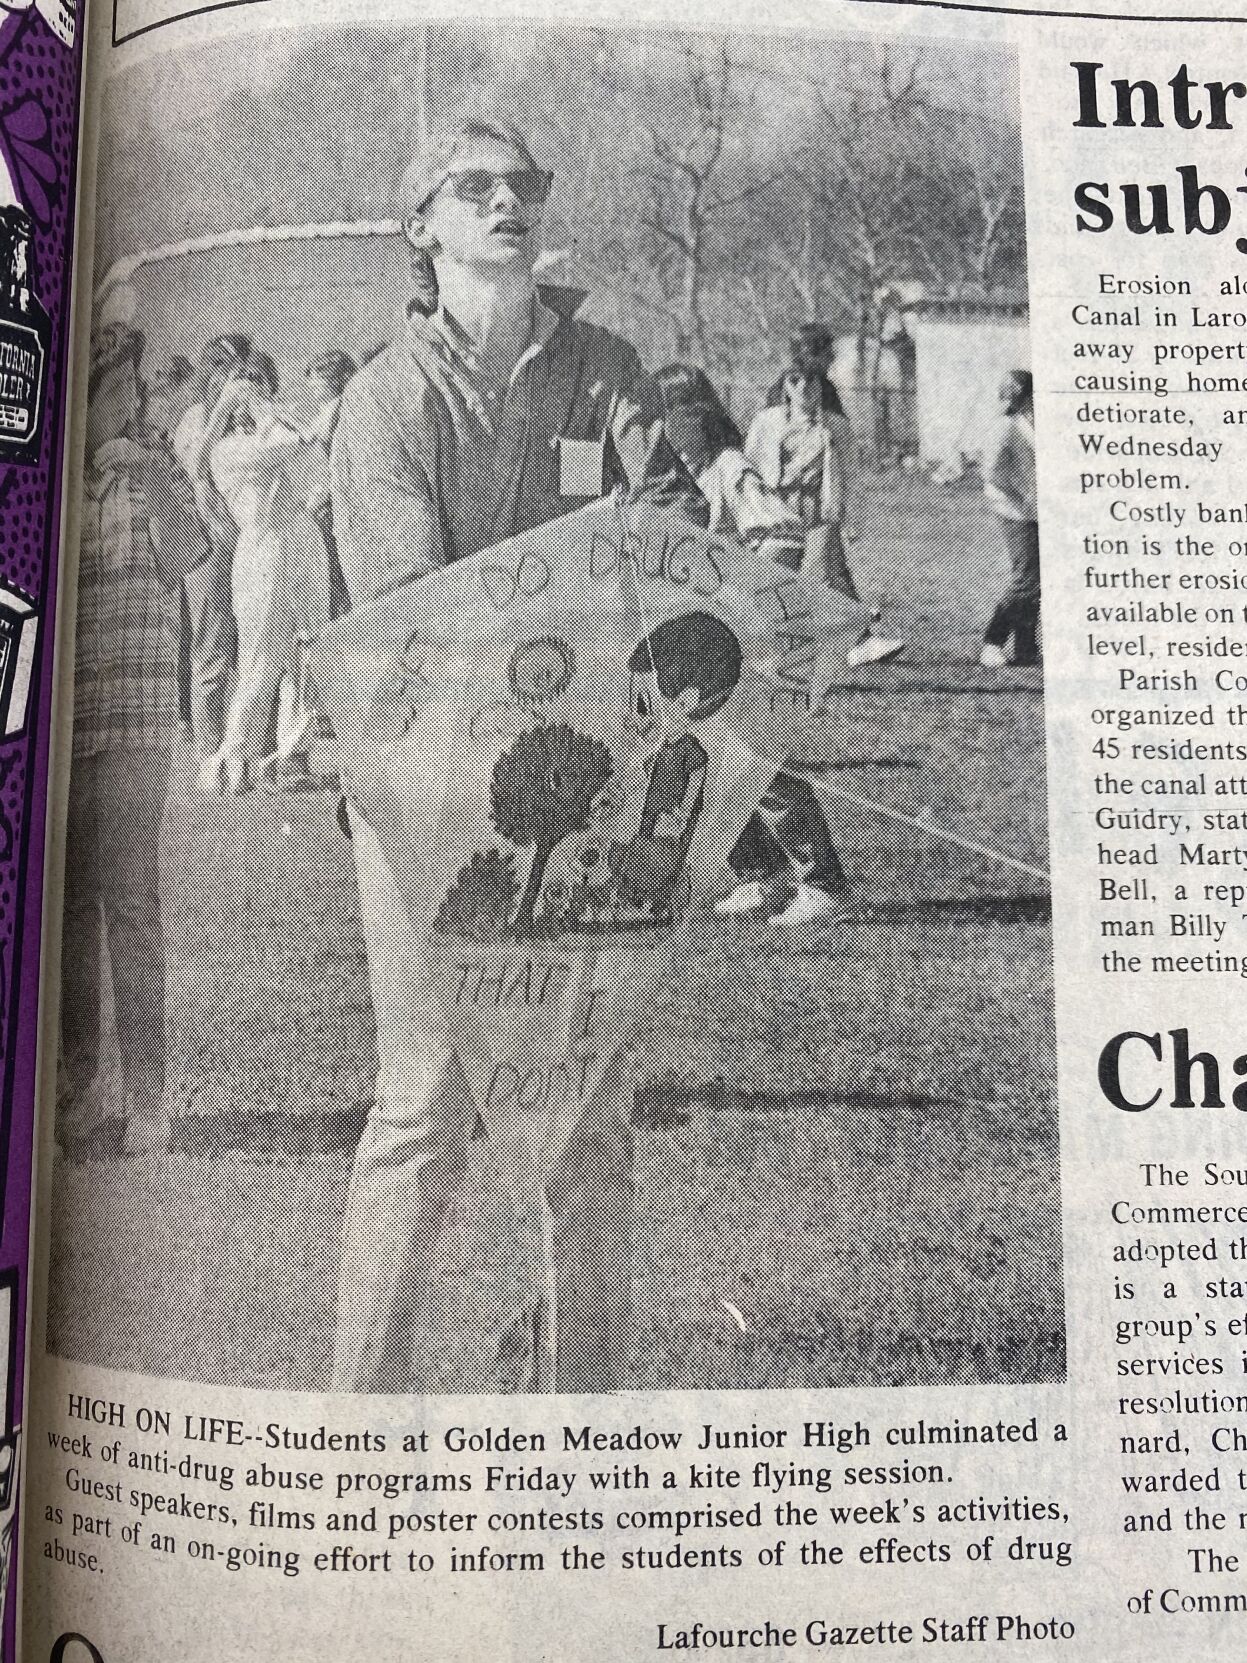 DO DRUGS
HAVE
THAT
I
DON'T
HIGH ON LIFE--Students at Golden Meadow Junior High culminated a
week of anti-drug abuse programs Friday with a kite flying session.
Guest speakers, films and poster contests comprised the week's activities,
as part of an on-going effort to inform the students of the effects of drug
abuse.
Lafourche Gazette Staff Photo
Intr
subj
Erosion alo
Canal in Laro
away propert
causing home
detiorate, an
Wednesday
problem.
Costly bank
tion is the on
further erosio
available on t
level, reside
Parish Co
organized th
45 residents
the canal att
Guidry, stat
head Marty
Bell, a rep
man Billy T
the meeting
Cha
The Sou
Commerce
adopted th
is a sta
group's ef
services i
resolution
nard, Ch
warded t
and the r
The
of Comm